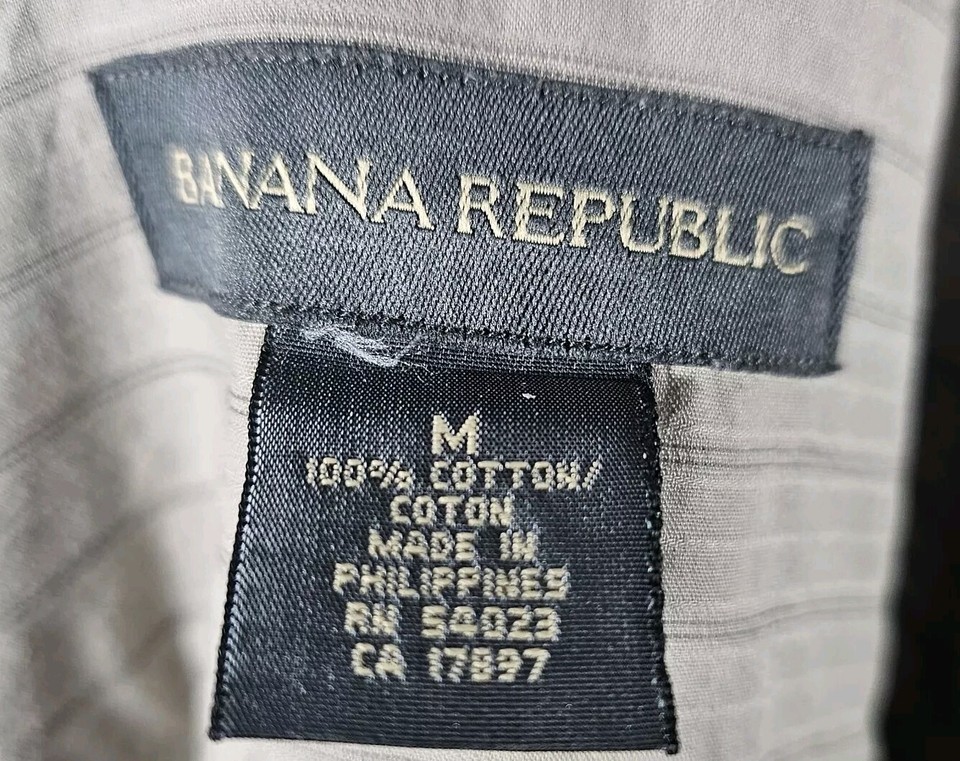 BANANA REPUBLIC
M
100% COTTON/
COTON
MADE IN
PHILIPPINES
RN 54023
CA 17897